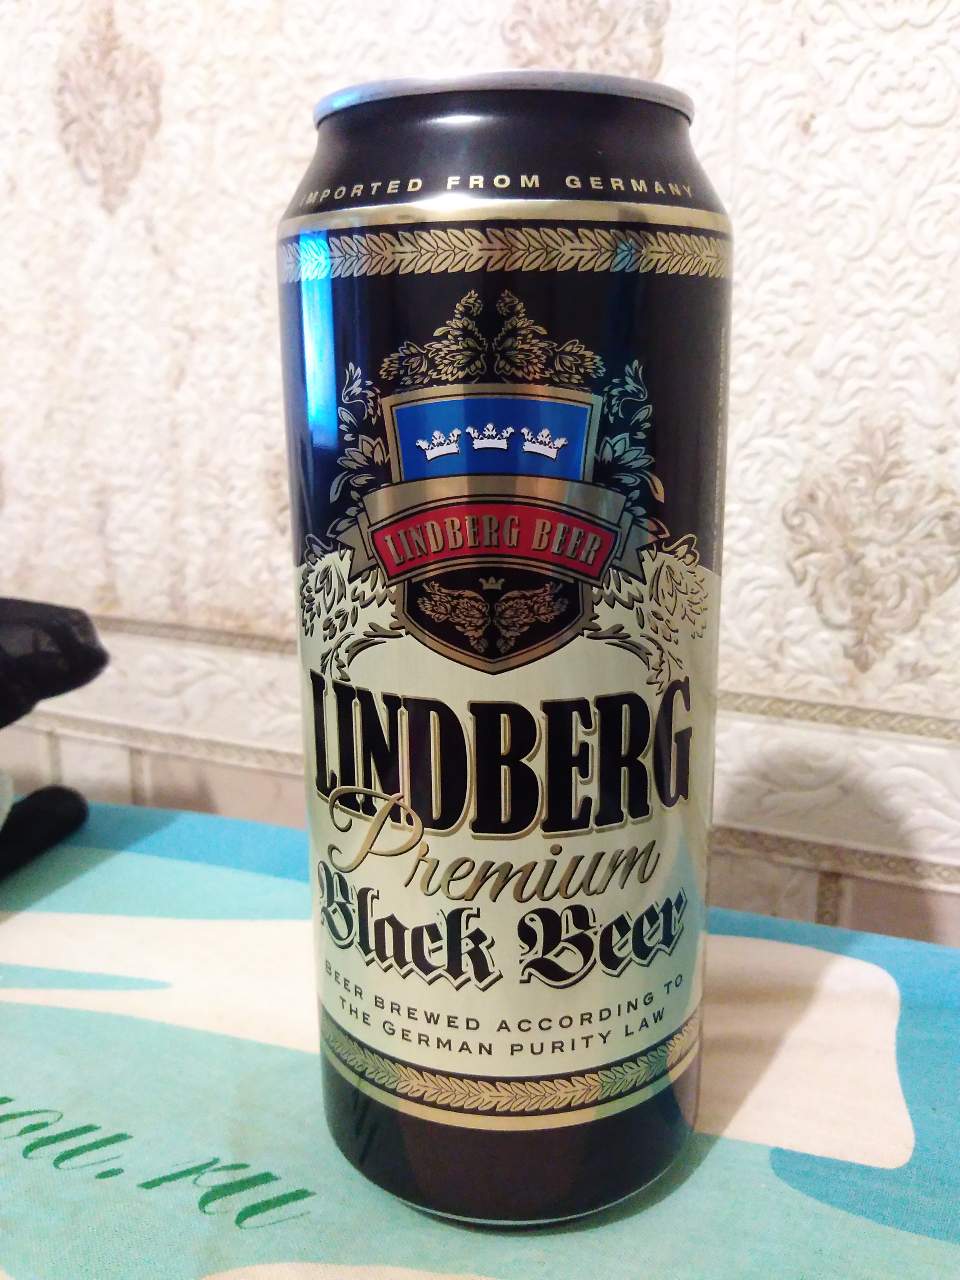 IMPORTED FROM GERMANY
LINDBERG BEER
LINDBERG
Premium
Black Beer
BEER BREWED ACCORDING TO
THE GERMAN PURITY LAW